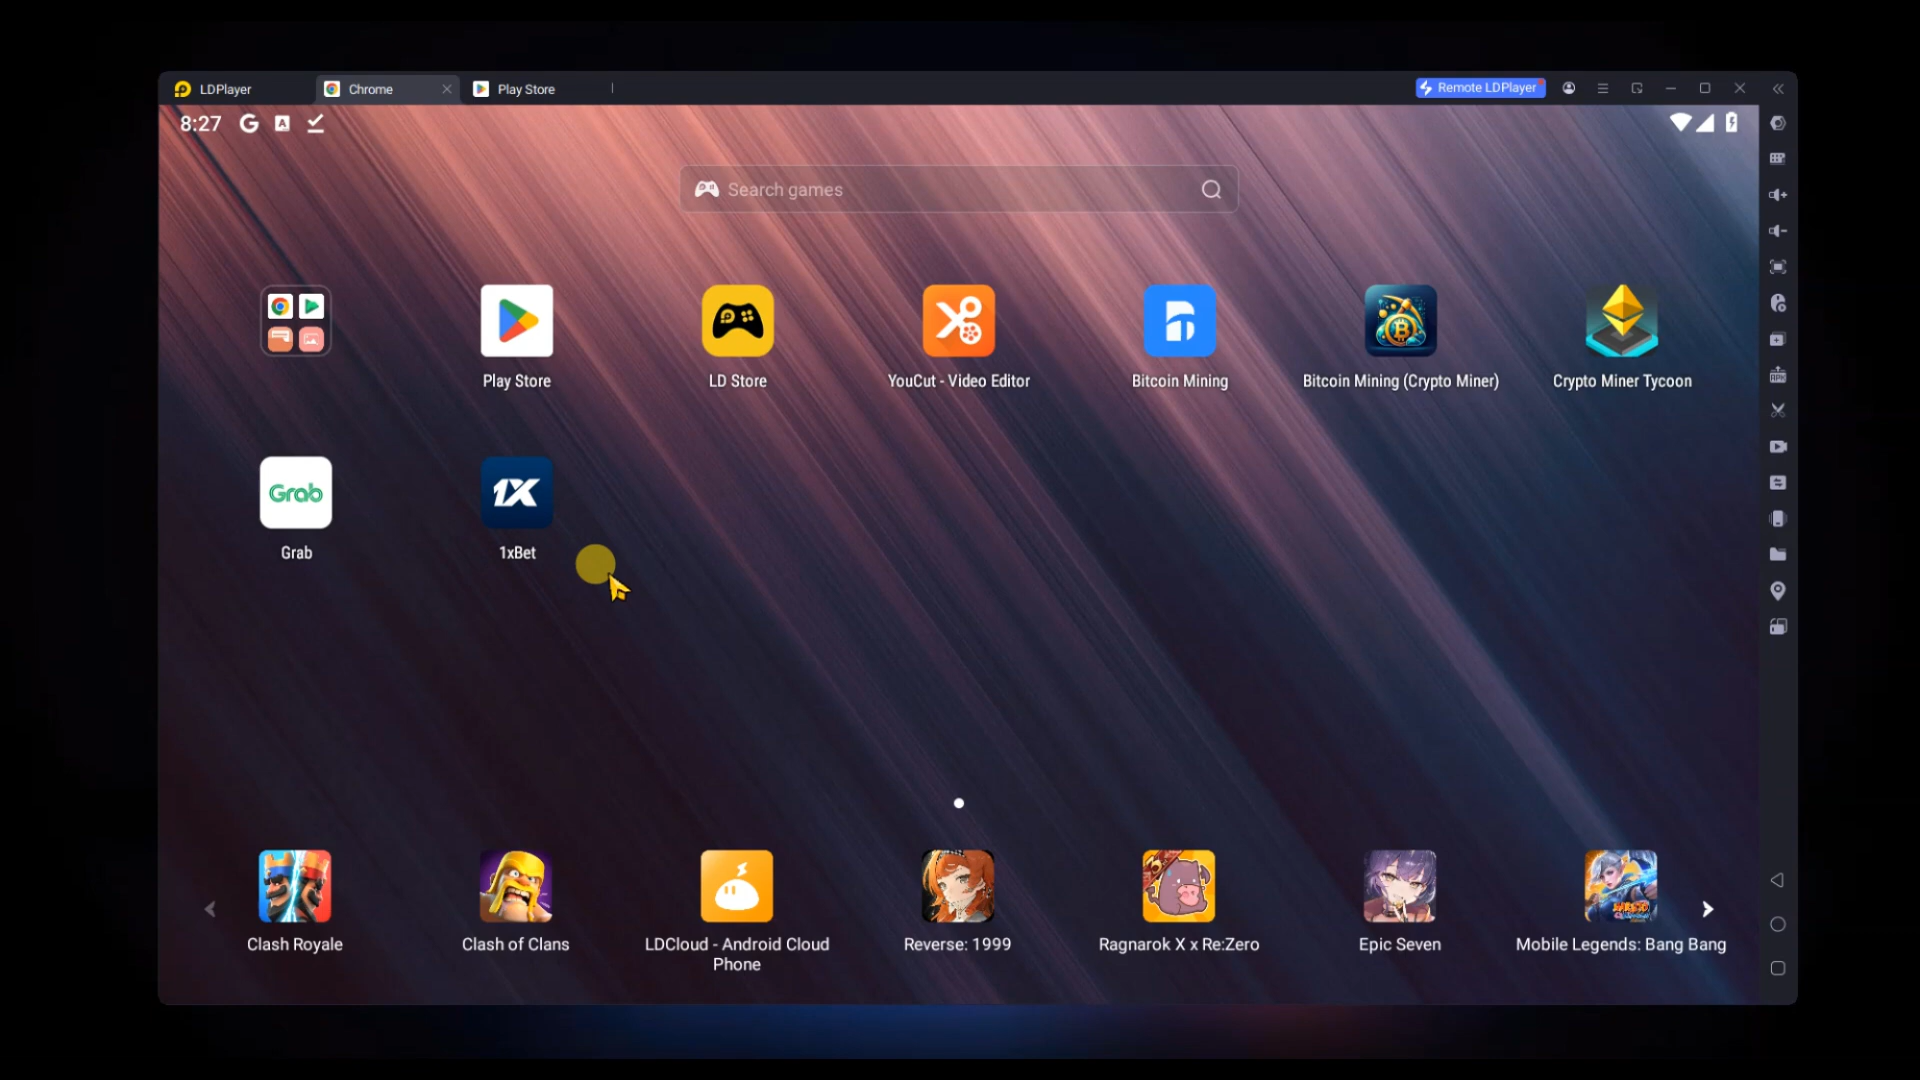 LDPlayer
Chrome
Play Store
Remote LDPlayer
8:27
Search games
Play Store
LD Store
YouCut - Video Editor
Bitcoin Mining
Bitcoin Mining (Crypto Miner)
Crypto Miner Tycoon
Grab
1X
Grab
1xBet
Clash Royale
Clash of Clans
LDCloud - Android Cloud
Phone
Reverse: 1999
Ragnarok X x Re:Zero
Epic Seven
Mobile Legends: Bang Bang